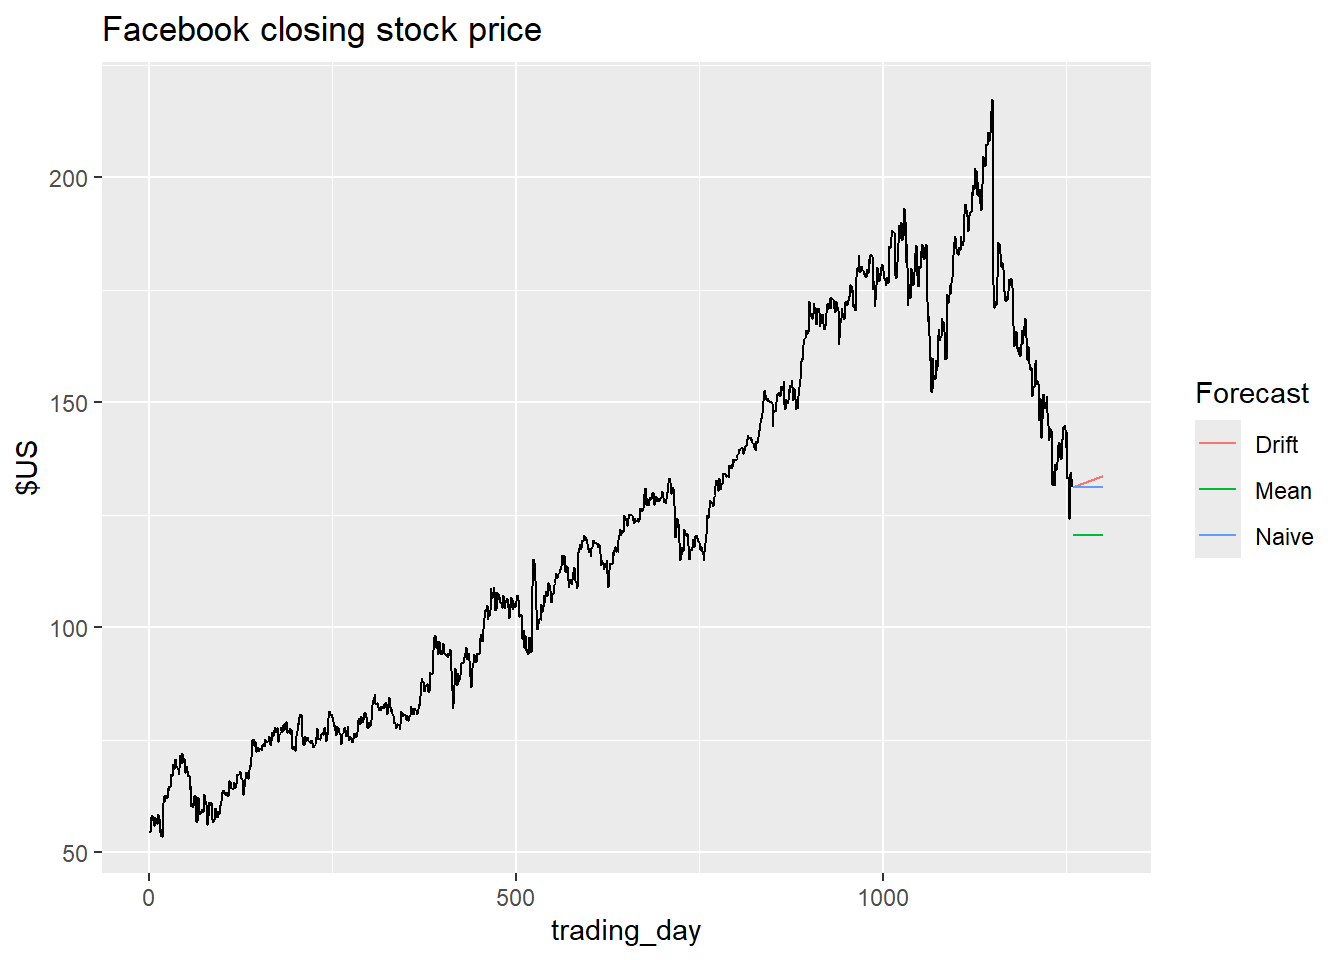 Facebook closing stock price
200
150
100
50
$US
0
500
1000
trading_day
Forecast
Drift
Mean
Naive